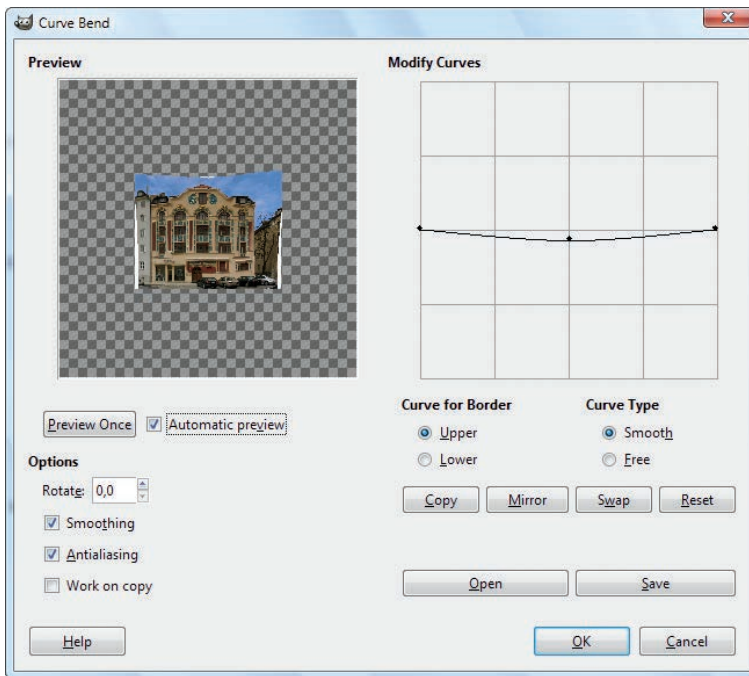 Curve Bend
Preview
Modify Curves
Preview Once
Automatic preview
Curve for Border
Curve Type
Upper
Smooth
Lower
Free
Options
Rotate: 0,0
Copy
Mirror
Swap
Reset
Smoothing
Antialiasing
Work on copy
Open
Save
Help
OK
Cancel